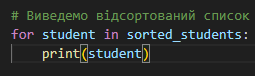 # Виведемо відсортований список
for student in sorted_students:
    print(student)